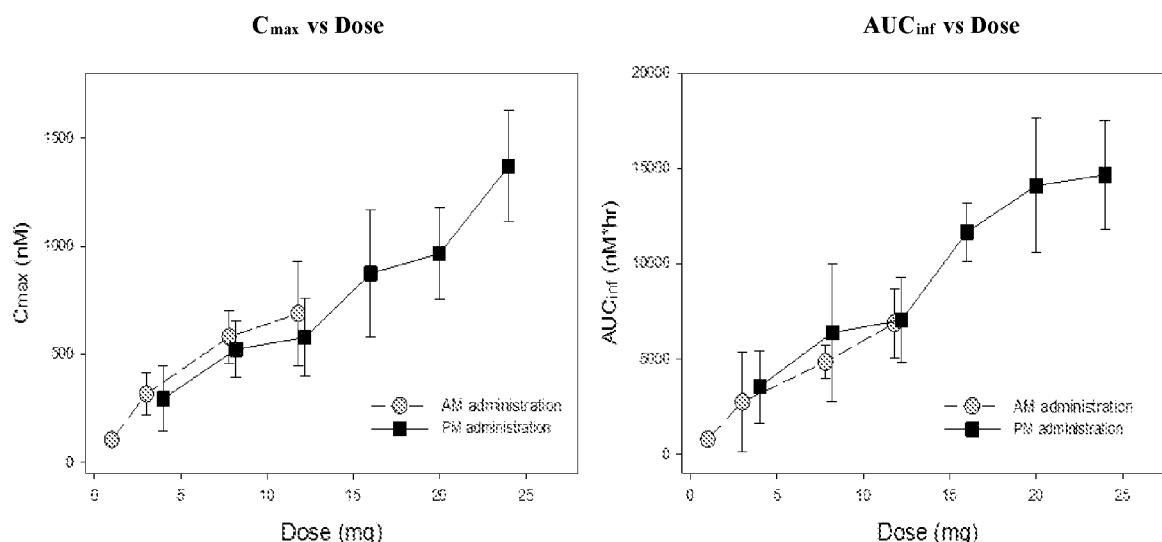 Cmax vs Dose
Cmax (nM)
1500
1000
500
0
AM administration
PM administration
0 5 10 15 20 25
Dose (mg)
AUCinf vs Dose
AUCinf (nM*hr)
20000
15000
10000
5000
0
AM administration
PM administration
0 5 10 15 20 25
Dose (mg)